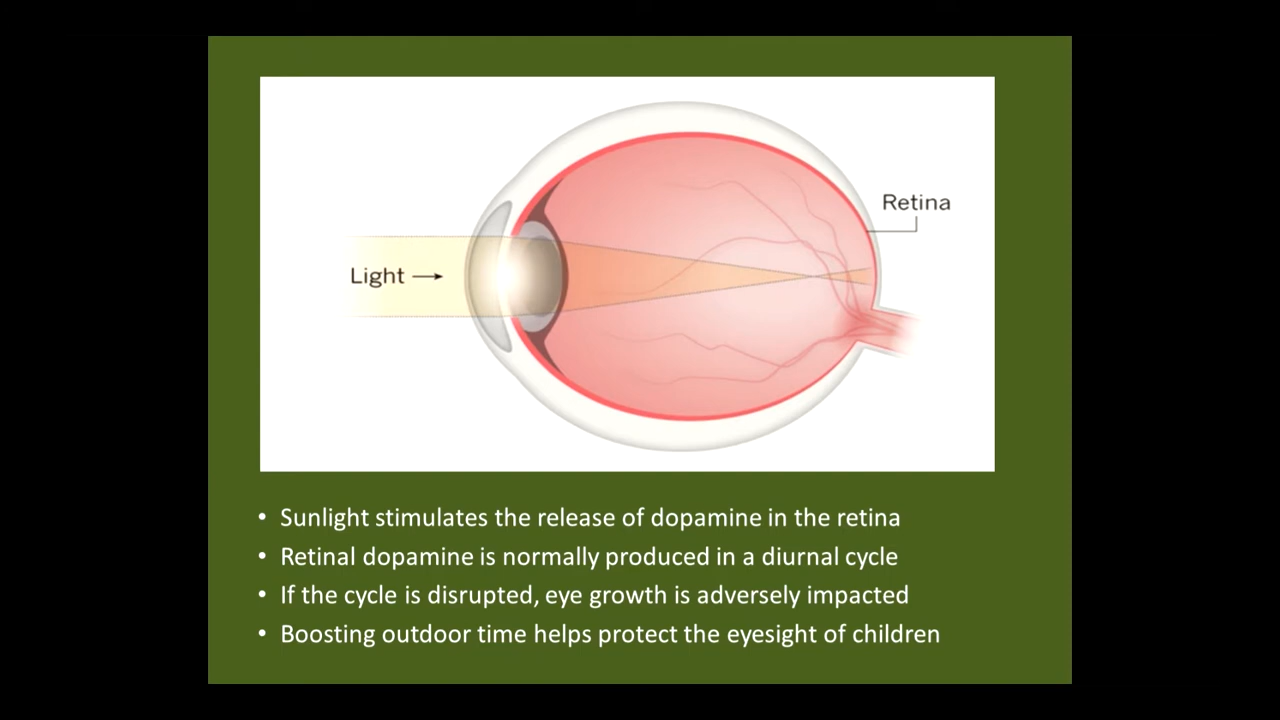 Retina
Light
• Sunlight stimulates the release of dopamine in the retina
• Retinal dopamine is normally produced in a diurnal cycle
• If the cycle is disrupted, eye growth is adversely impacted
• Boosting outdoor time helps protect the eyesight of children